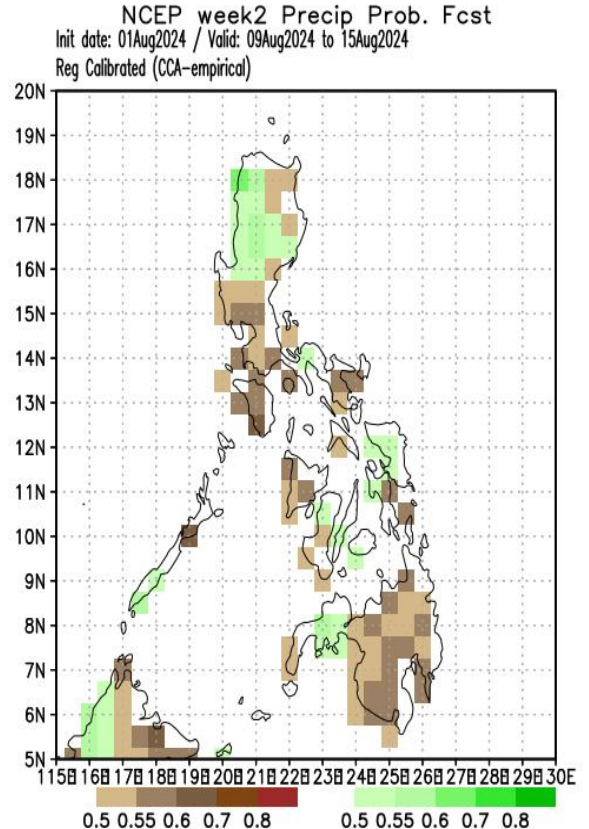 NCEP week2 Precip Prob. Fcst
Init date: 01Aug2024 / Valid: 09Aug2024 to 15Aug2024
Reg Calibrated (CCA-empirical)
20N
19N
18N
17N
16N
15N
14N
13N
12N
11N
10N
9N
8N
7N
6N
5N
115E 116E 117E 118E 119E 120E 121E 122E 123E 124E 125E 126E 127E 128E 129E 130E
0.5 0.55 0.6 0.7 0.8 0.5 0.55 0.6 0.7 0.8